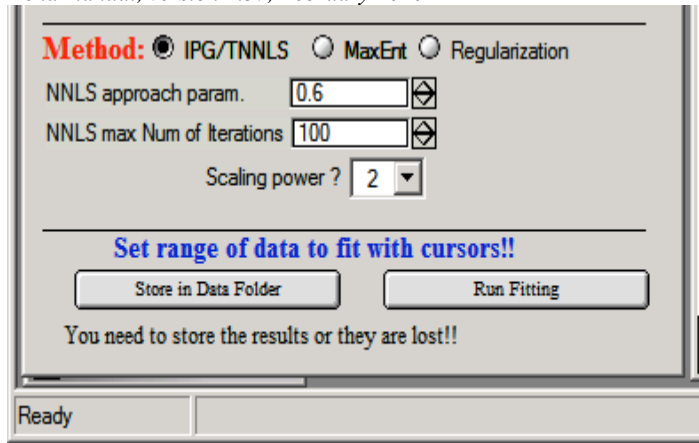 Method: IPG/TNNLS MaxEnt Regularization
NNLS approach param. 0.6
NNLS max Num of Iterations 100
Scaling power ? 2
Set range of data to fit with cursors!!
Store in Data Folder Run Fitting
You need to store the results or they are lost!!
Ready